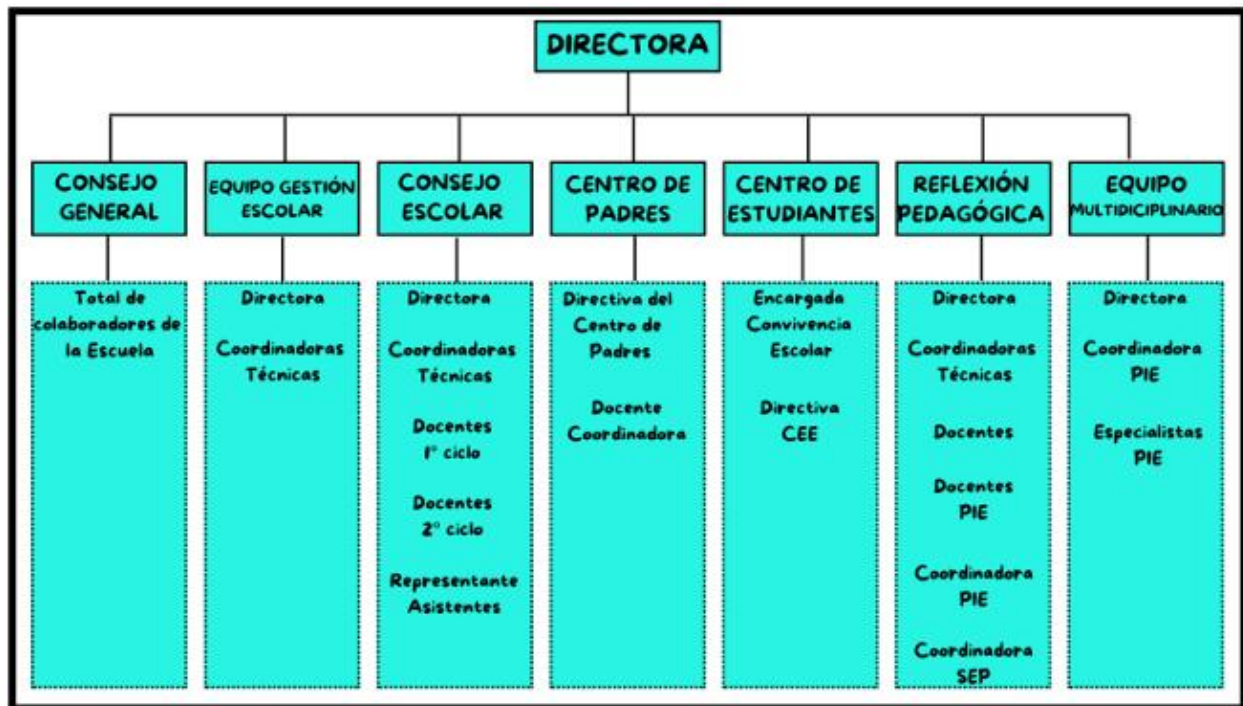 DIRECTORA
CONSEJO
GENERAL
EQUIPO GESTIÓN
ESCOLAR
CONSEJO
ESCOLAR
CENTRO DE
PADRES
CENTRO DE
ESTUDIANTES
REFLEXIÓN
PEDAGÓGICA
EQUIPO
MULTIDICIPLINARIO
Total de
colaboradores de
la Escuela
Directora
Coordinadoras
Técnicas
Directora
Coordinadoras
Técnicas
Docentes
1° ciclo
Docentes
2° ciclo
Representante
Asistentes
Directiva del
Centro de
Padres
Docente
Coordinadora
Encargada
Convivencia
Escolar
Directiva
CEE
Directora
Coordinadoras
Técnicas
Docentes
Docentes
PIE
Coordinadora
PIE
Coordinadora
SEP
Directora
Coordinadora
PIE
Especialistas
PIE